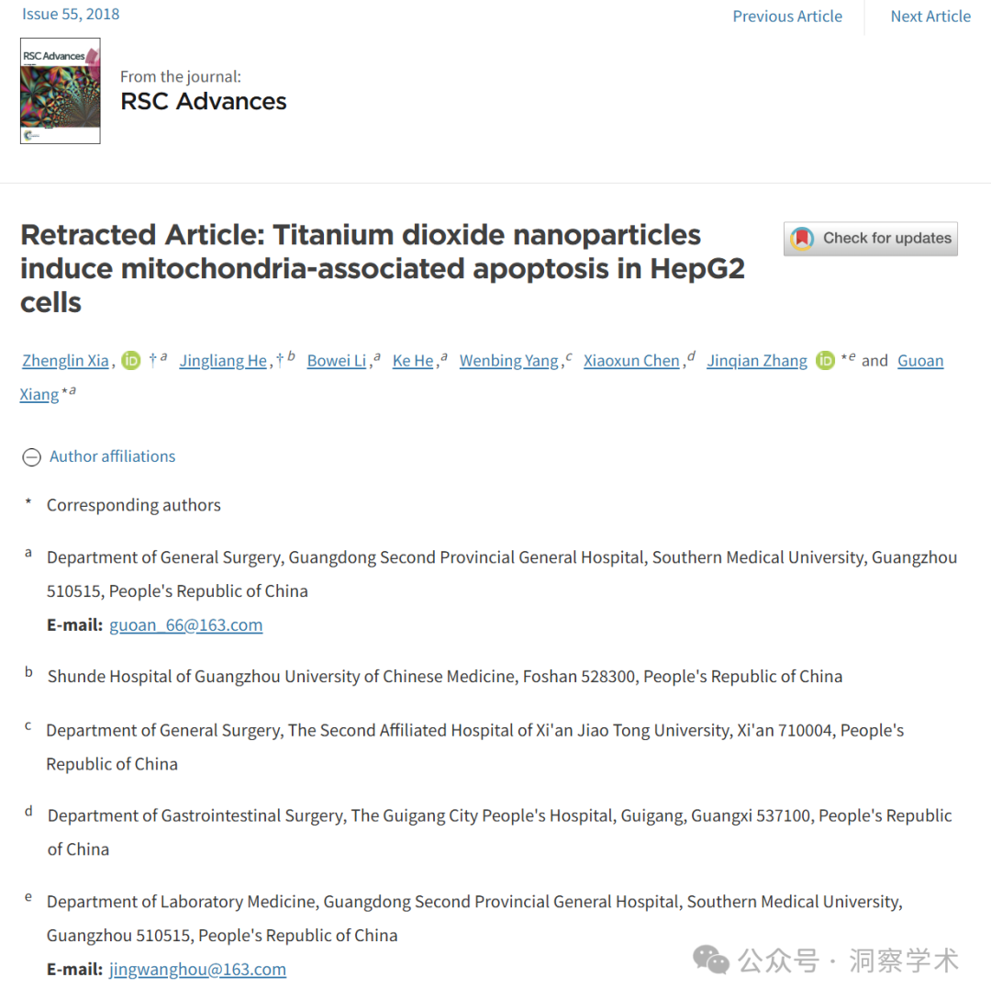 Issue 55, 2018
Previous Article
Next Article
RSC Advances
From the journal:
RSC Advances
Retracted Article: Titanium dioxide nanoparticles
induce mitochondria-associated apoptosis in HepG2
cells
Check for updates
Zhenglin Xia, iD †a Jingliang He,†b Bowei Li,a Ke He,a Wenbing Yang,c Xiaoxun Chen,d Jinqian Zhang iD *e and Guoan
Xiang*a
Author affiliations
* Corresponding authors
a Department of General Surgery, Guangdong Second Provincial General Hospital, Southern Medical University, Guangzhou
510515, People's Republic of China
E-mail: guoan_66@163.com
b Shunde Hospital of Guangzhou University of Chinese Medicine, Foshan 528300, People's Republic of China
c Department of General Surgery, The Second Affiliated Hospital of Xi'an Jiao Tong University, Xi'an 710004, People's
Republic of China
d Department of Gastrointestinal Surgery, The Guigang City People's Hospital, Guigang, Guangxi 537100, People's Republic
of China
e Department of Laboratory Medicine, Guangdong Second Provincial General Hospital, Southern Medical University,
Guangzhou 510515, People's Republic of China
E-mail: jingwanghou@163.com
公众号 · 洞察学术